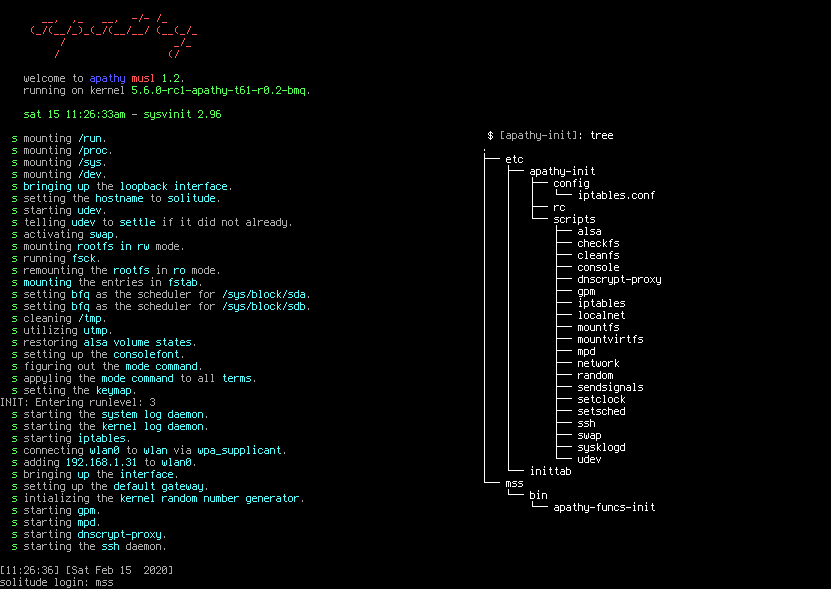 welcome to apathy musl 1.2.
running on kernel 5.6.0-rc1-apathy-t61-r0.2-bmq.
sat 15 11:26:33am - sysvinit 2.96
s mounting /run.
s mounting /proc.
s mounting /sys.
s mounting /dev.
s bringing up the loopback interface.
s setting the hostname to solitude.
s starting udev.
s telling udev to settle if it did not already.
s activating swap.
s mounting rootfs in rw mode.
s running fsck.
s remounting the rootfs in ro mode.
s mounting the entries in fstab.
s setting bfq as the scheduler for /sys/block/sda.
s setting bfq as the scheduler for /sys/block/sdb.
s cleaning /tmp.
s utilizing utmp.
s restoring alsa volume states.
s setting up the consolefont.
s figuring out the mode command.
s appyling the mode command to all terms.
s setting the keymap.
INIT: Entering runlevel: 3
s starting the system log daemon.
s starting the kernel log daemon.
s starting iptables.
s connecting wlan0 to wlan via wpa_supplicant.
s adding 192.168.1.31 to wlan0.
s bringing up the interface.
s setting up the default gateway.
s intializing the kernel random number generator.
s starting gpm.
s starting mpd.
s starting dnscrypt-proxy.
s starting the ssh daemon.
[11:26:36] [Sat Feb 15  2020]
solitude login: mss
$ [apathy-init]: tree
.
├── etc
│   ├── apathy-init
│   │   ├── config
│   │   │   └── iptables.conf
│   │   ├── rc
│   │   └── scripts
│   │       ├── alsa
│   │       ├── checkfs
│   │       ├── cleanfs
│   │       ├── console
│   │       ├── dnscrypt-proxy
│   │       ├── gpm
│   │       ├── iptables
│   │       ├── localnet
│   │       ├── mountfs
│   │       ├── mountvirtfs
│   │       ├── mpd
│   │       ├── network
│   │       ├── random
│   │       ├── sendsignals
│   │       ├── setclock
│   │       ├── setsched
│   │       ├── ssh
│   │       ├── swap
│   │       ├── sysklogd
│   │       └── udev
│   └── inittab
└── mss
    └── bin
        └── apathy-funcs-init